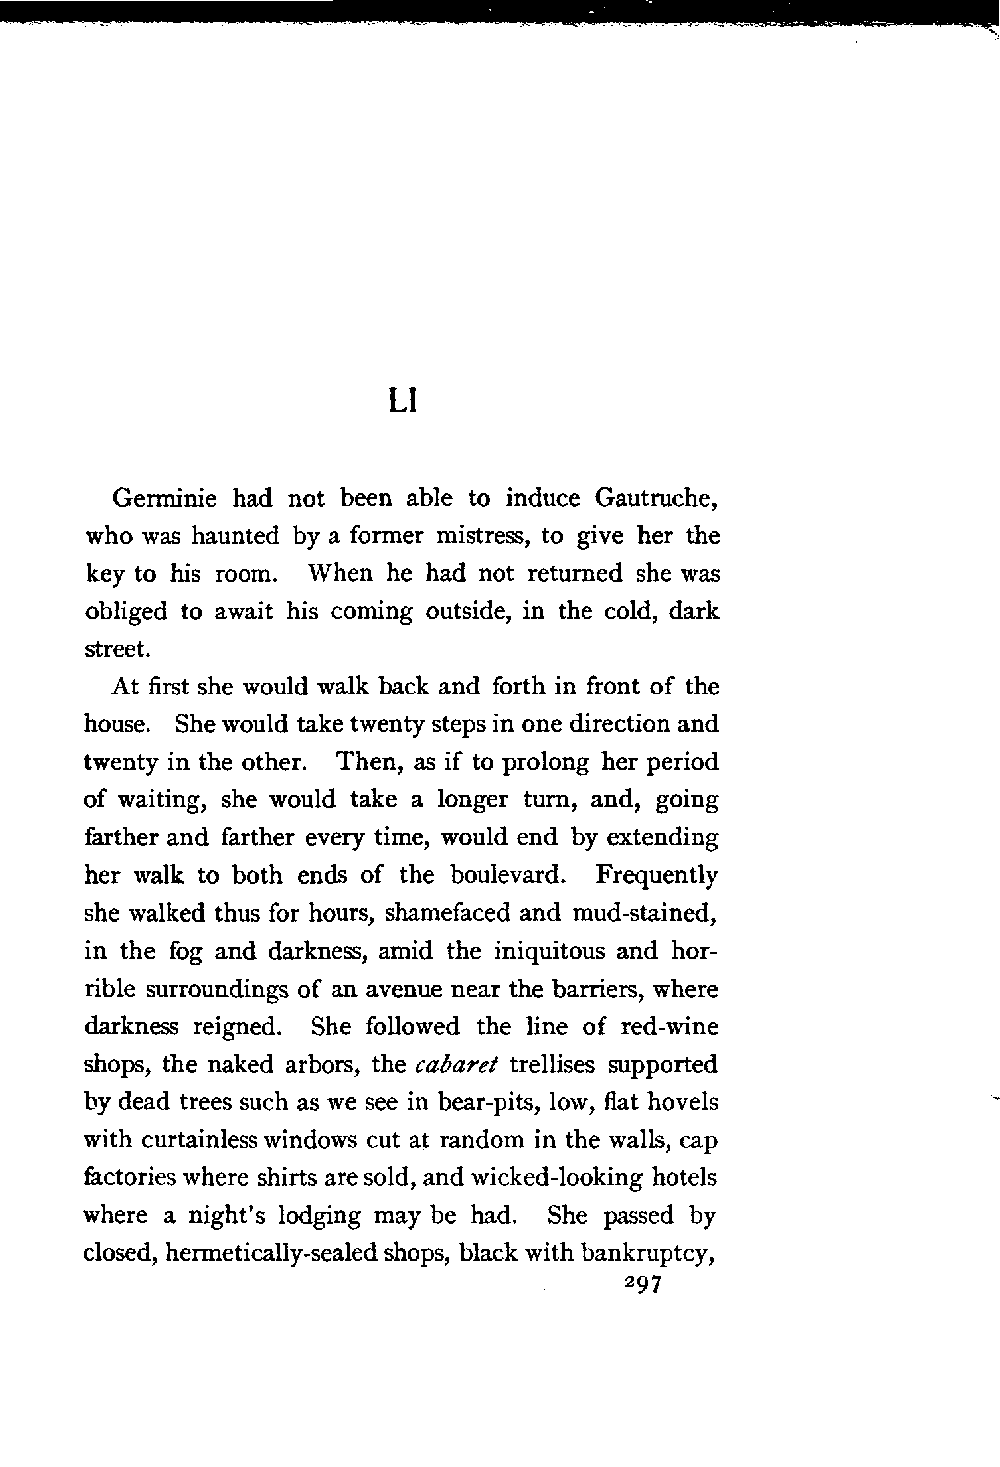 LI
Germinie had not been able to induce Gautruche,
who was haunted by a former mistress, to give her the
key to his room. When he had not returned she was
obliged to await his coming outside, in the cold, dark
street.
At first she would walk back and forth in front of the
house. She would take twenty steps in one direction and
twenty in the other. Then, as if to prolong her period
of waiting, she would take a longer turn, and, going
farther and farther every time, would end by extending
her walk to both ends of the boulevard. Frequently
she walked thus for hours, shamefaced and mud-stained,
in the fog and darkness, amid the iniquitous and hor-
rible surroundings of an avenue near the barriers, where
darkness reigned. She followed the line of red-wine
shops, the naked arbors, the cabaret trellises supported
by dead trees such as we see in bear-pits, low, flat hovels
with curtainless windows cut at random in the walls, cap
factories where shirts are sold, and wicked-looking hotels
where a night's lodging may be had. She passed by
closed, hermetically-sealed shops, black with bankruptcy,
297